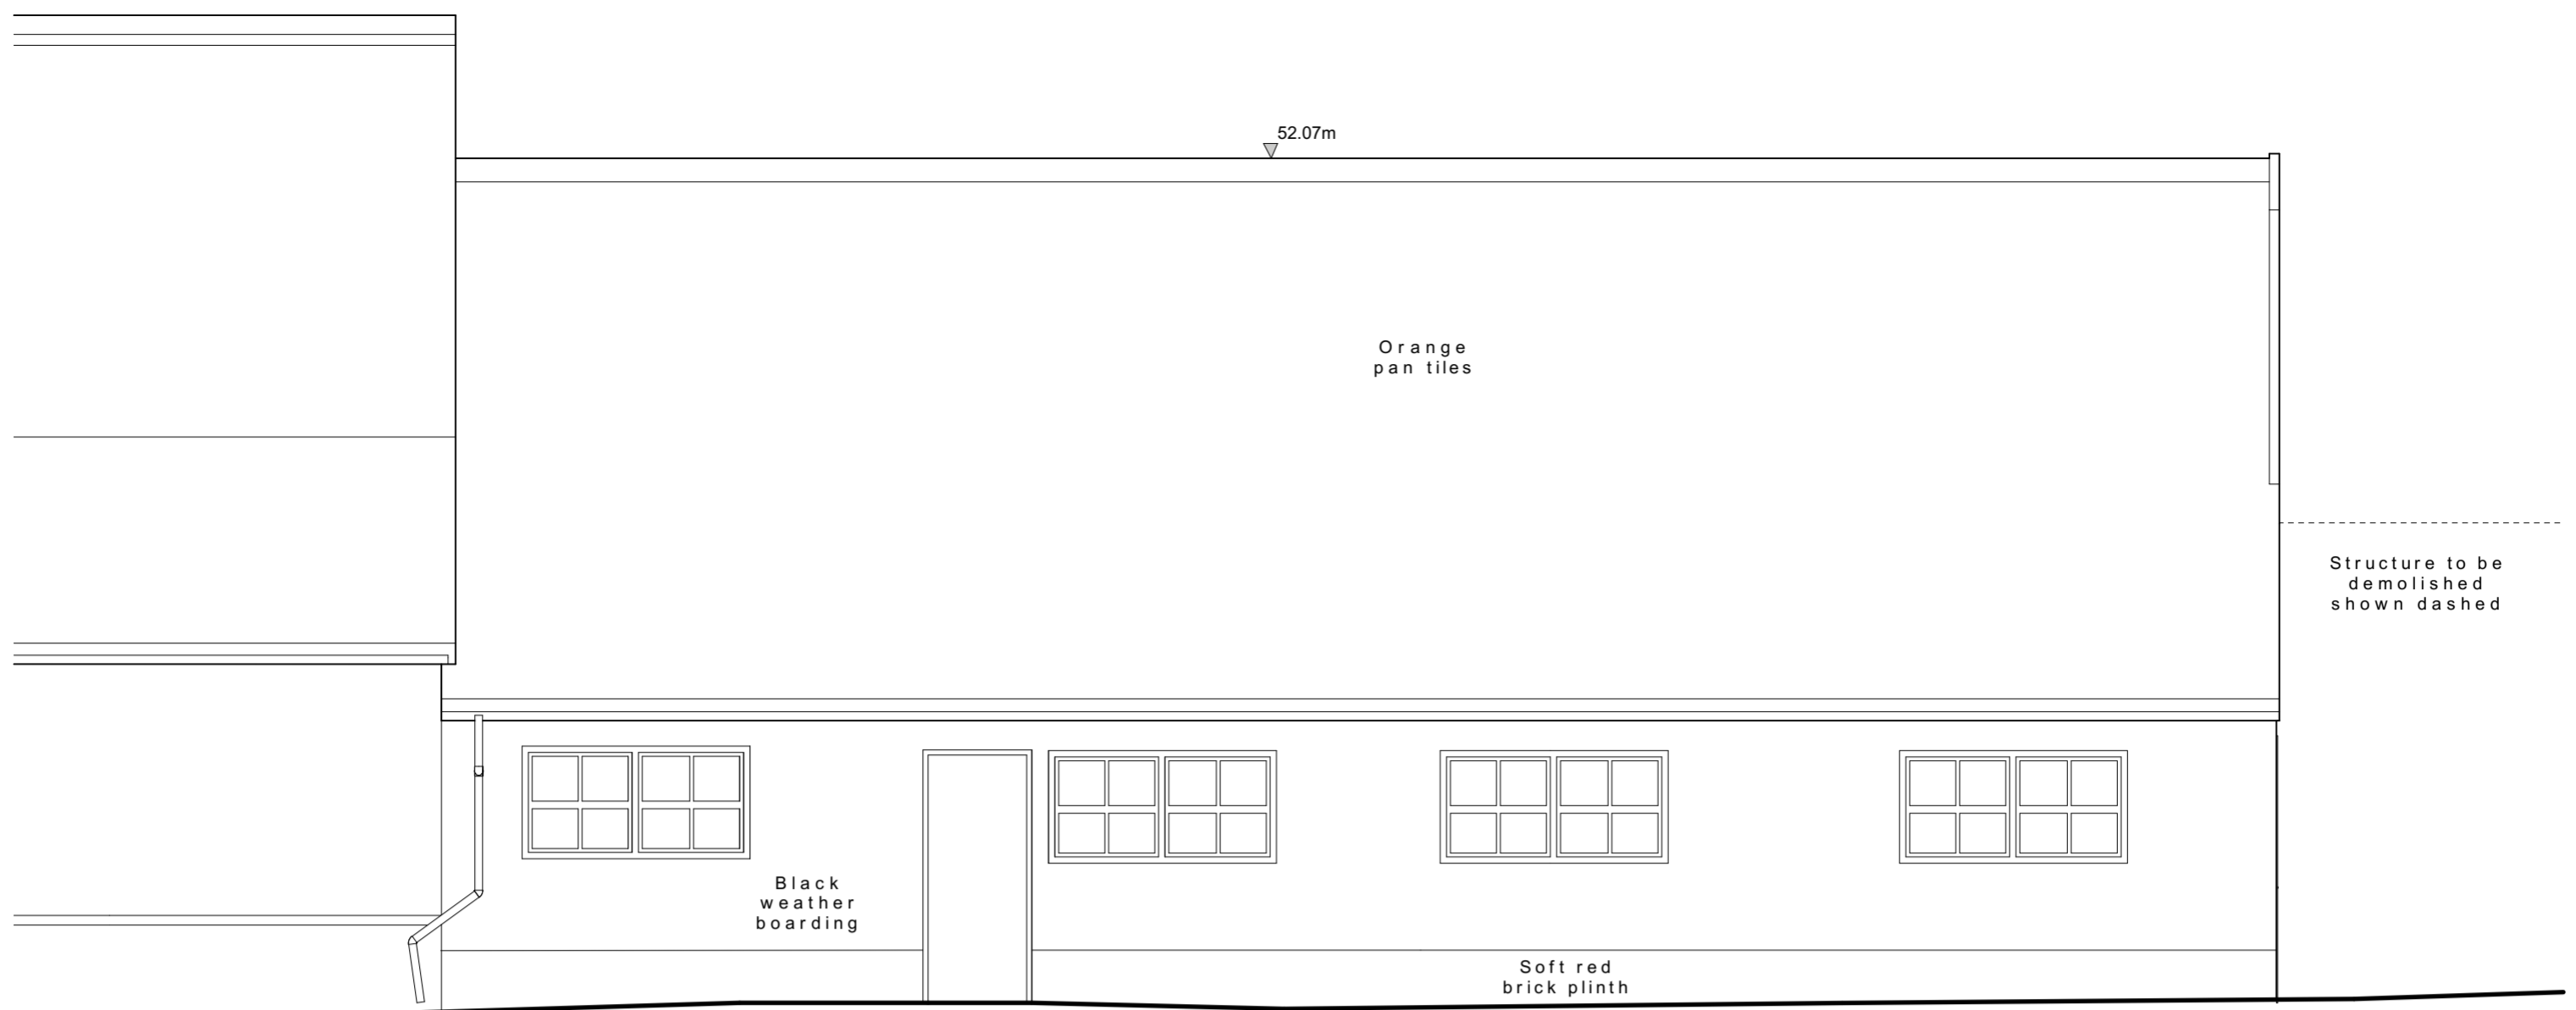 52.07m
Orange
pan tiles
Structure to be
demolished
shown dashed
Black
weather
boarding
Soft red
brick plinth